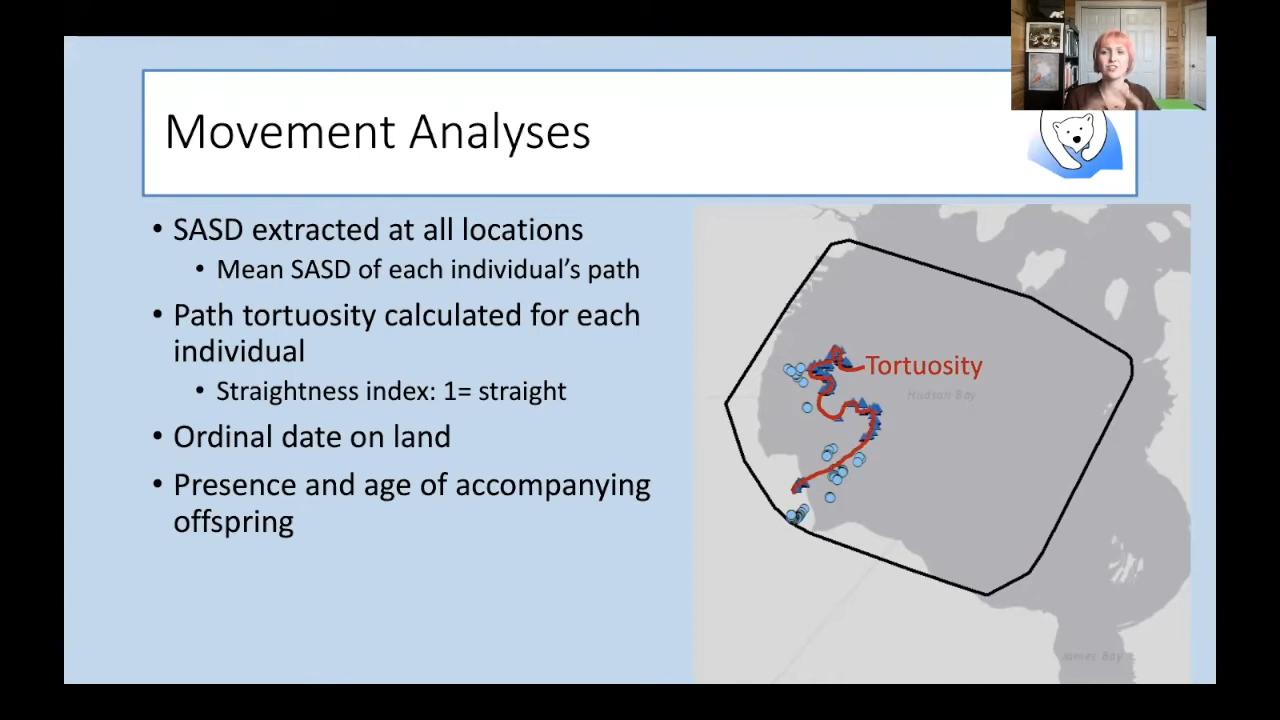 Movement Analyses
• SASD extracted at all locations
• Mean SASD of each individual's path
• Path tortuosity calculated for each
individual
• Straightness index: 1= straight
• Ordinal date on land
• Presence and age of accompanying
offspring
Tortuosity
Hudson Bay
James Bay